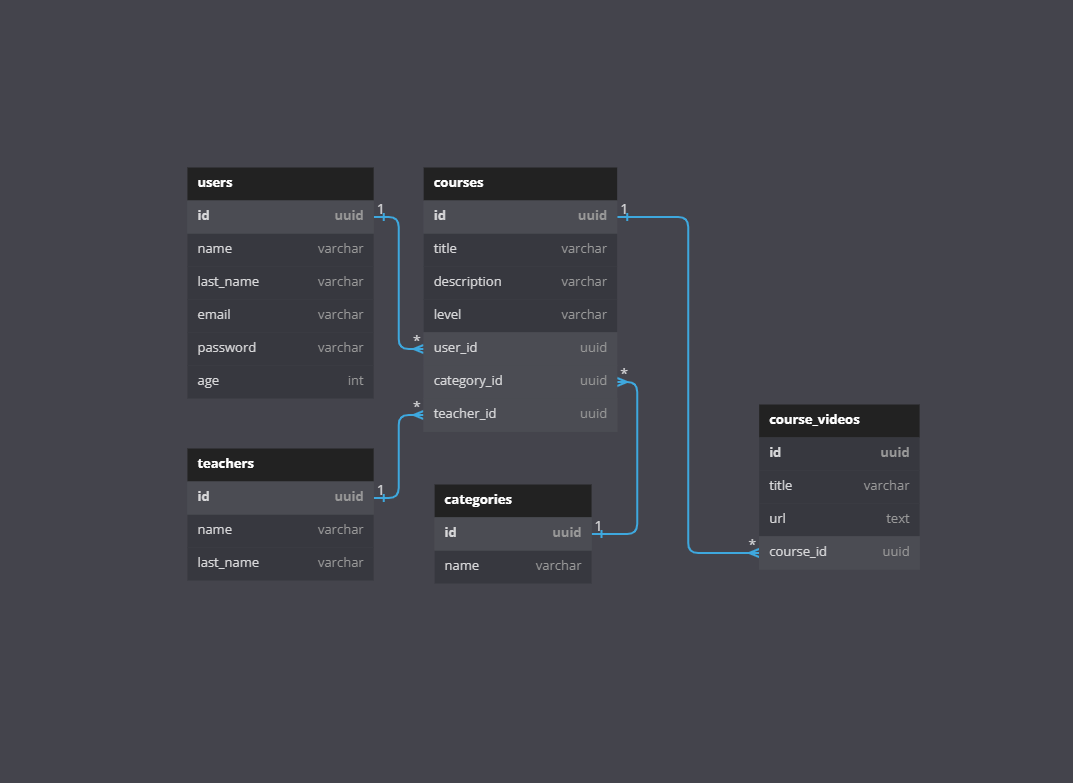 users
id uuid
name varchar
last_name varchar
email varchar
password varchar
age int
1
*
courses
id uuid
title varchar
description varchar
level varchar
user_id uuid
category_id uuid
teacher_id uuid
1
*
*
teachers
id uuid
name varchar
last_name varchar
1
categories
id uuid
name varchar
1
course_videos
id uuid
title varchar
url text
course_id uuid
*